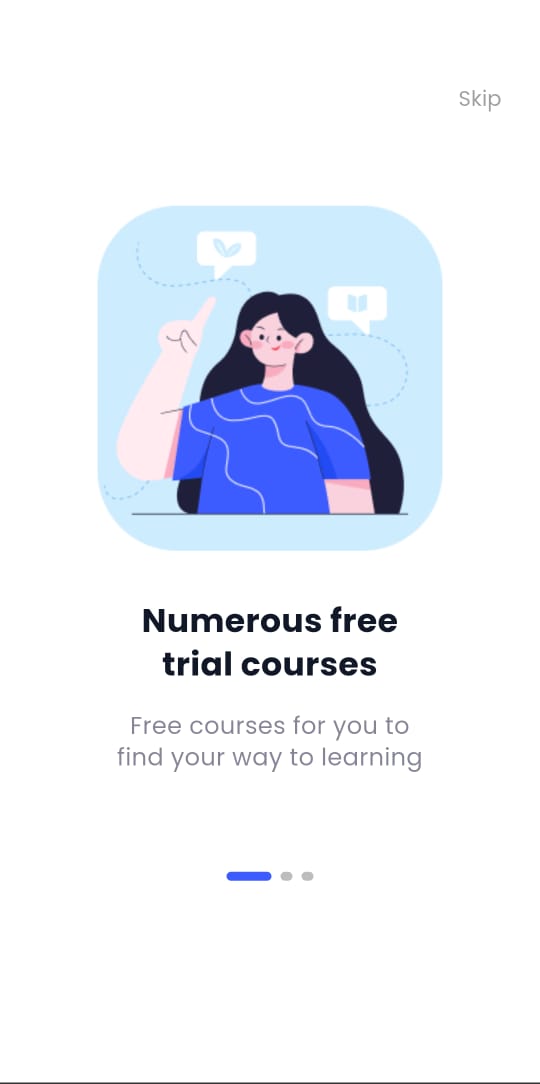 Skip
Numerous free
trial courses
Free courses for you to
find your way to learning